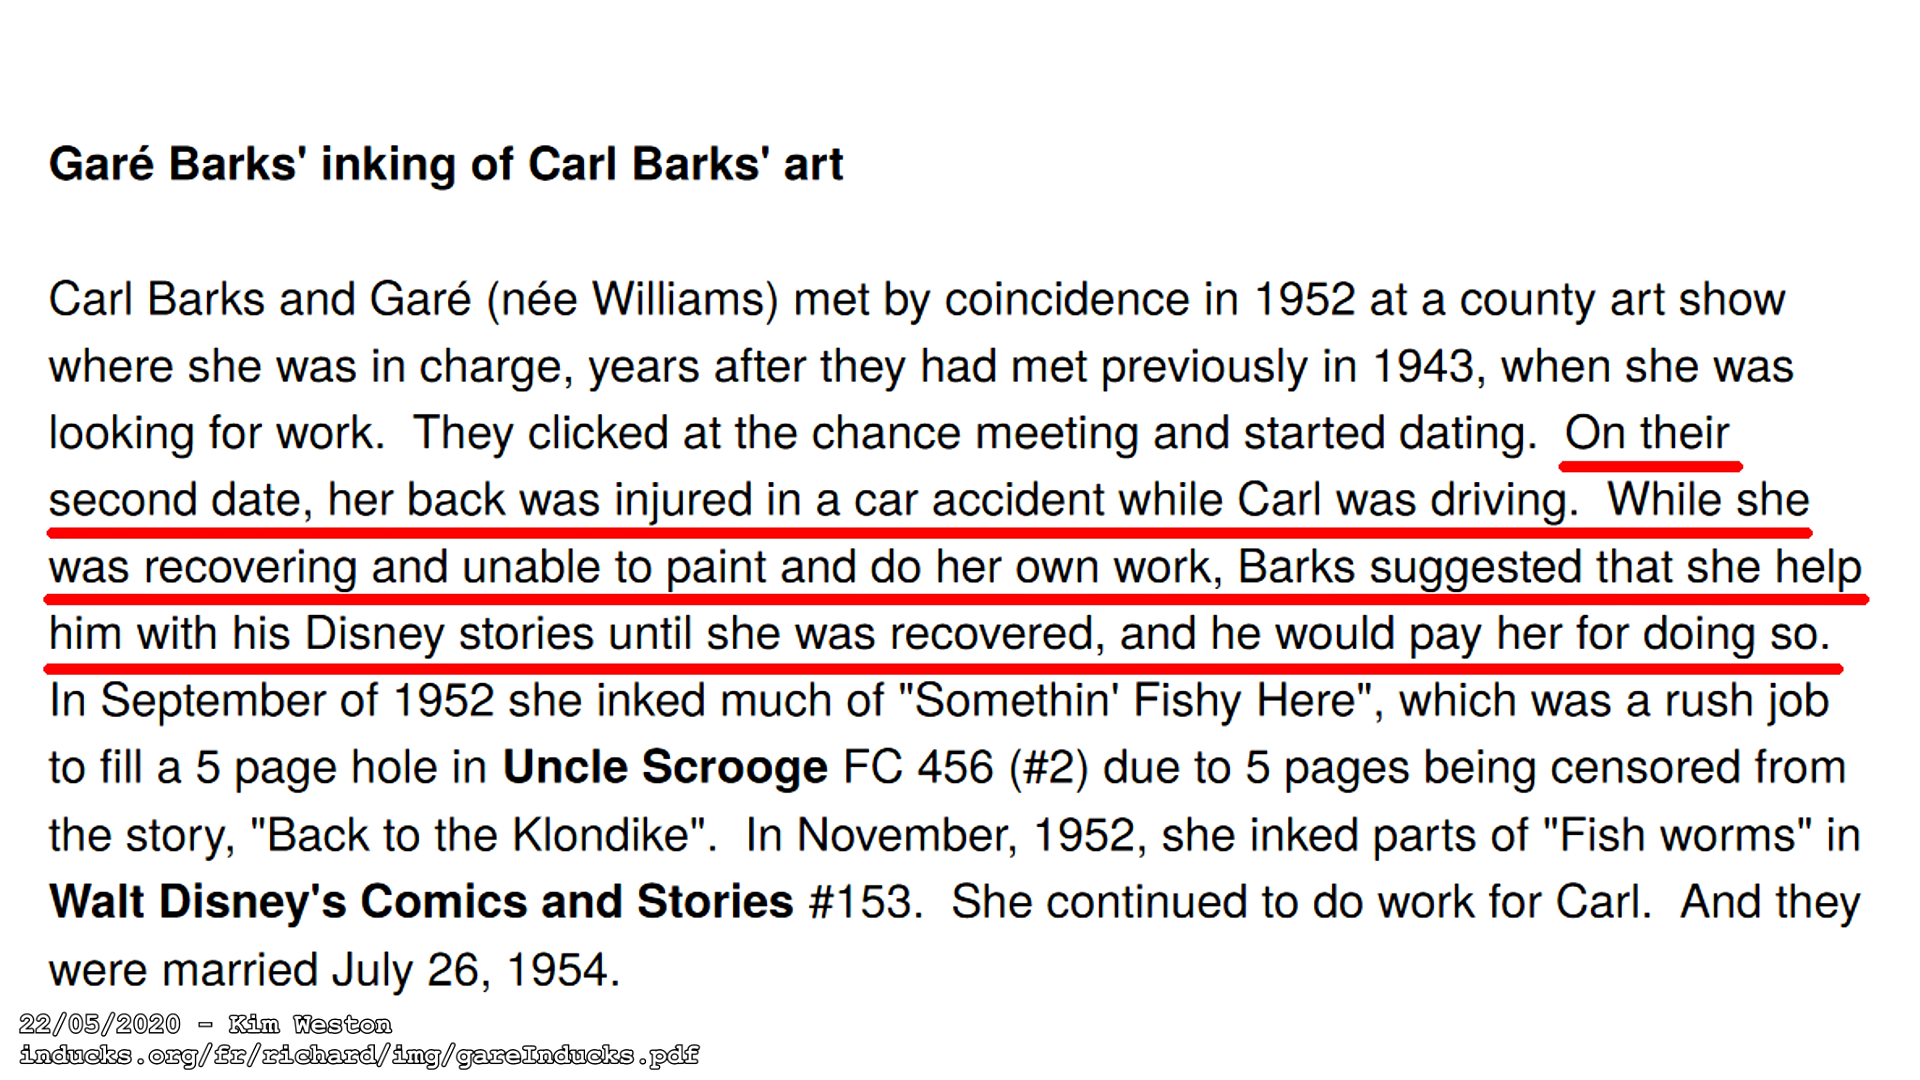 Garé Barks' inking of Carl Barks' art
Carl Barks and Garé (née Williams) met by coincidence in 1952 at a county art show
where she was in charge, years after they had met previously in 1943, when she was
looking for work.  They clicked at the chance meeting and started dating.  On their
second date, her back was injured in a car accident while Carl was driving.  While she
was recovering and unable to paint and do her own work, Barks suggested that she help
him with his Disney stories until she was recovered, and he would pay her for doing so.
In September of 1952 she inked much of "Somethin' Fishy Here", which was a rush job
to fill a 5 page hole in Uncle Scrooge FC 456 (#2) due to 5 pages being censored from
the story, "Back to the Klondike".  In November, 1952, she inked parts of "Fish worms" in
Walt Disney's Comics and Stories #153.  She continued to do work for Carl.  And they
were married July 26, 1954.
22/05/2020 - Kim Weston
inducks.org/fr/richard/img/gareInducks.pdf